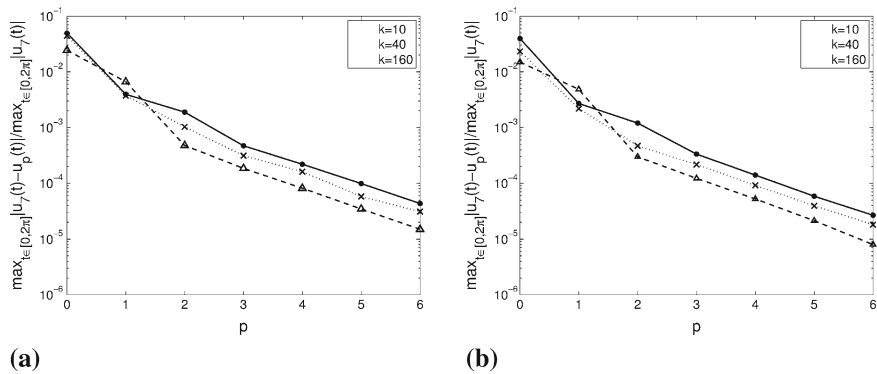 max_{t∈[0,2π]}|u_7(t)−u_p(t)|/max_{t∈[0,2π]}|u_7(t)|
10^{-1}
10^{-2}
10^{-3}
10^{-4}
10^{-5}
10^{-6}
k=10
k=40
k=160
0 1 2 3 4 5 6
p
(a)
max_{t∈[0,2π]}|u_7(t)−u_p(t)|/max_{t∈[0,2π]}|u_7(t)|
10^{-1}
10^{-2}
10^{-3}
10^{-4}
10^{-5}
10^{-6}
k=10
k=40
k=160
0 1 2 3 4 5 6
p
(b)